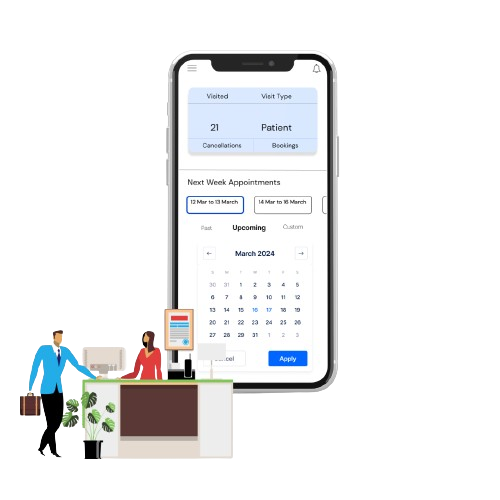 Visited Visit Type
21 Patient
Cancellations Bookings
Next Week Appointments
12 Mar to 13 March 14 Mar to 16 March
Past Upcoming Custom
← March 2024 →
S M T W T F S
30 31 1 2 3 4 5
6 7 8 9 10 11 12
13 14 15 16 17 18 19
20 21 22 23 24 25 26
27 28 29 31 1 2 3
cel Apply